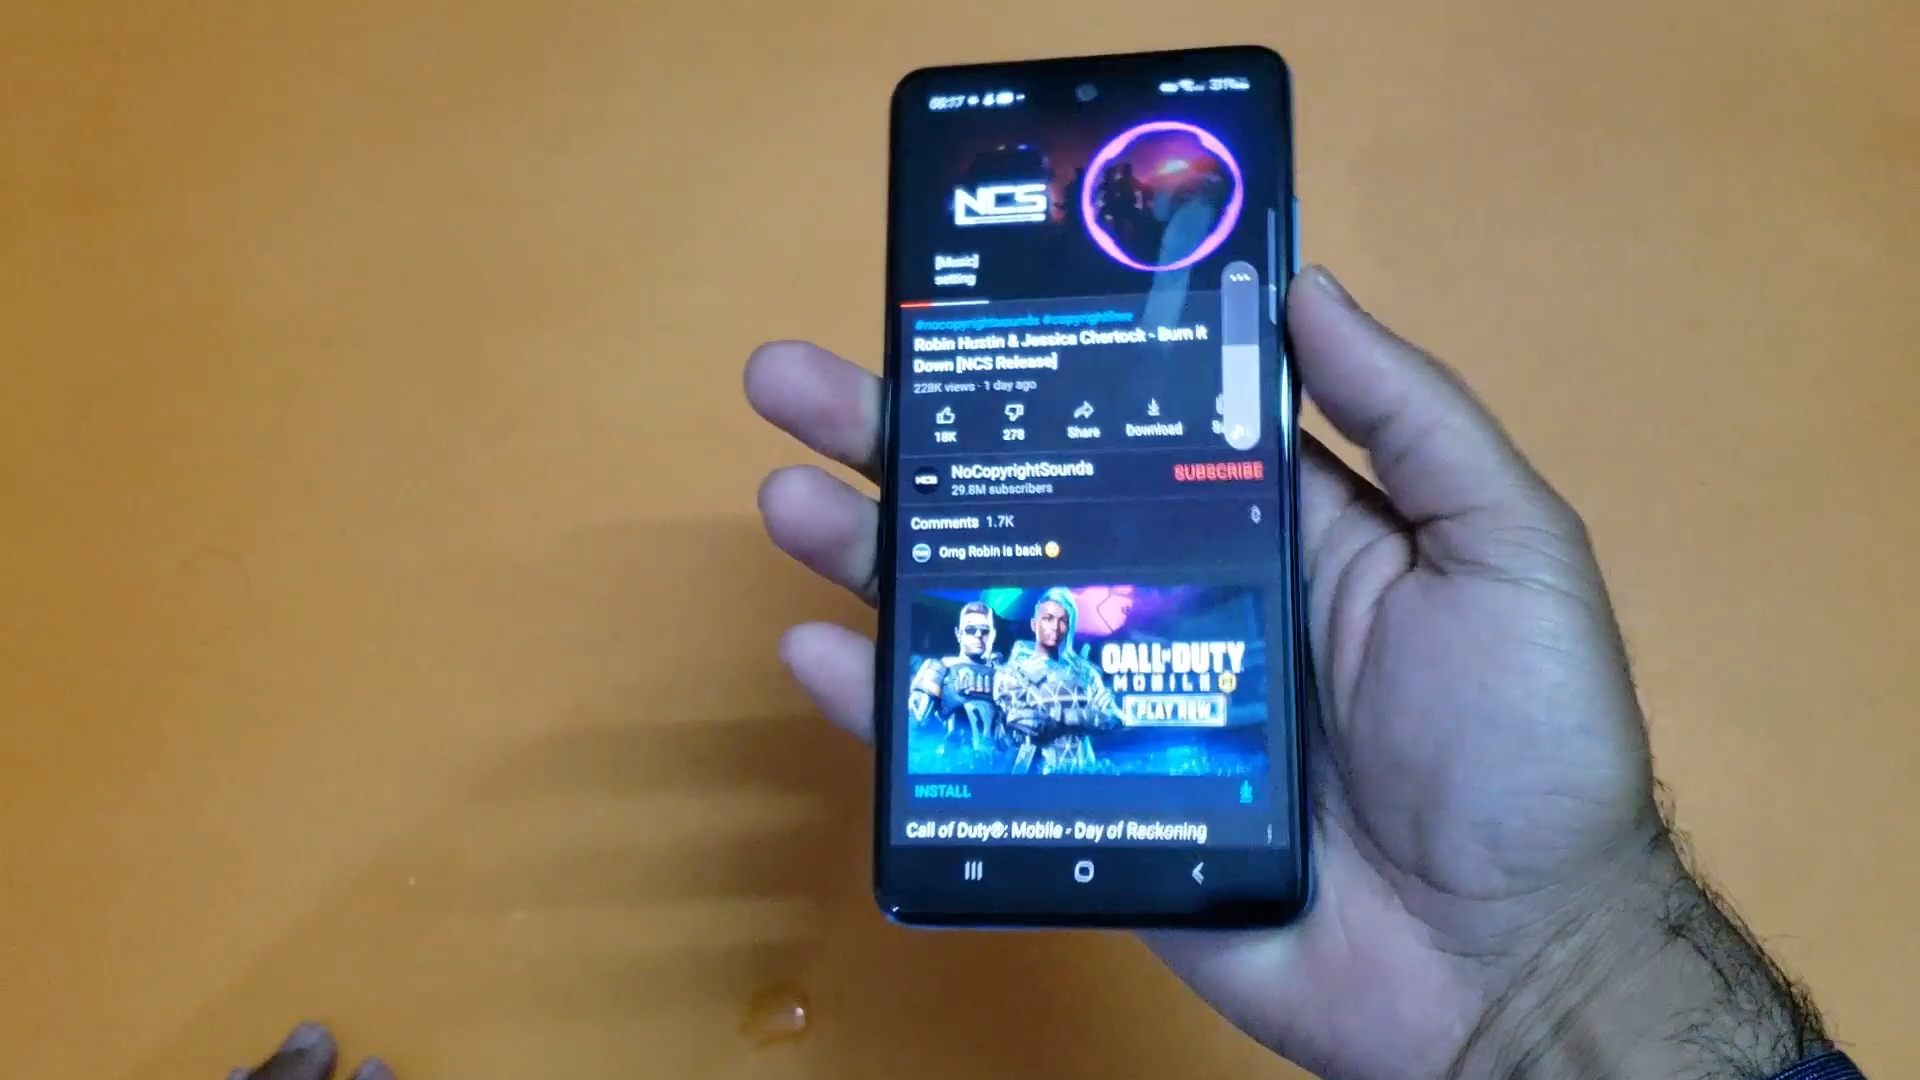 NCS
[Music]
setting
#nocopyrightsounds #copyrightfree
Robin Hustin & Jessica Chertock - Burn It
Down [NCS Release]
228K views · 1 day ago
18K 278 Share Download
NoCopyrightSounds SUBSCRIBE
29.8M subscribers
Comments 1.7K
Omg Robin is back
CALL OF DUTY
MOBILE
PLAY NOW
INSTALL
Call of Duty®: Mobile - Day of Reckoning